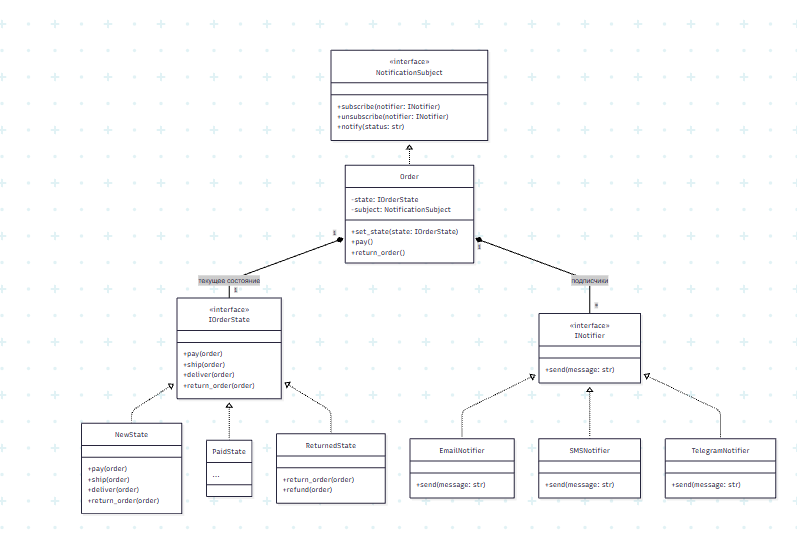 «interface»
NotificationSubject
+subscribe(notifier: INotifier)
+unsubscribe(notifier: INotifier)
+notify(status: str)
Order
-state: IOrderState
-subject: NotificationSubject
+set_state(state: IOrderState)
+pay()
+return_order()
1
1
текущее состояние
подписчики
1
*
«interface»
IOrderState
+pay(order)
+ship(order)
+deliver(order)
+return_order(order)
«interface»
INotifier
+send(message: str)
NewState
+pay(order)
+ship(order)
+deliver(order)
+return_order(order)
PaidState
...
ReturnedState
+return_order(order)
+refund(order)
EmailNotifier
+send(message: str)
SMSNotifier
+send(message: str)
TelegramNotifier
+send(message: str)